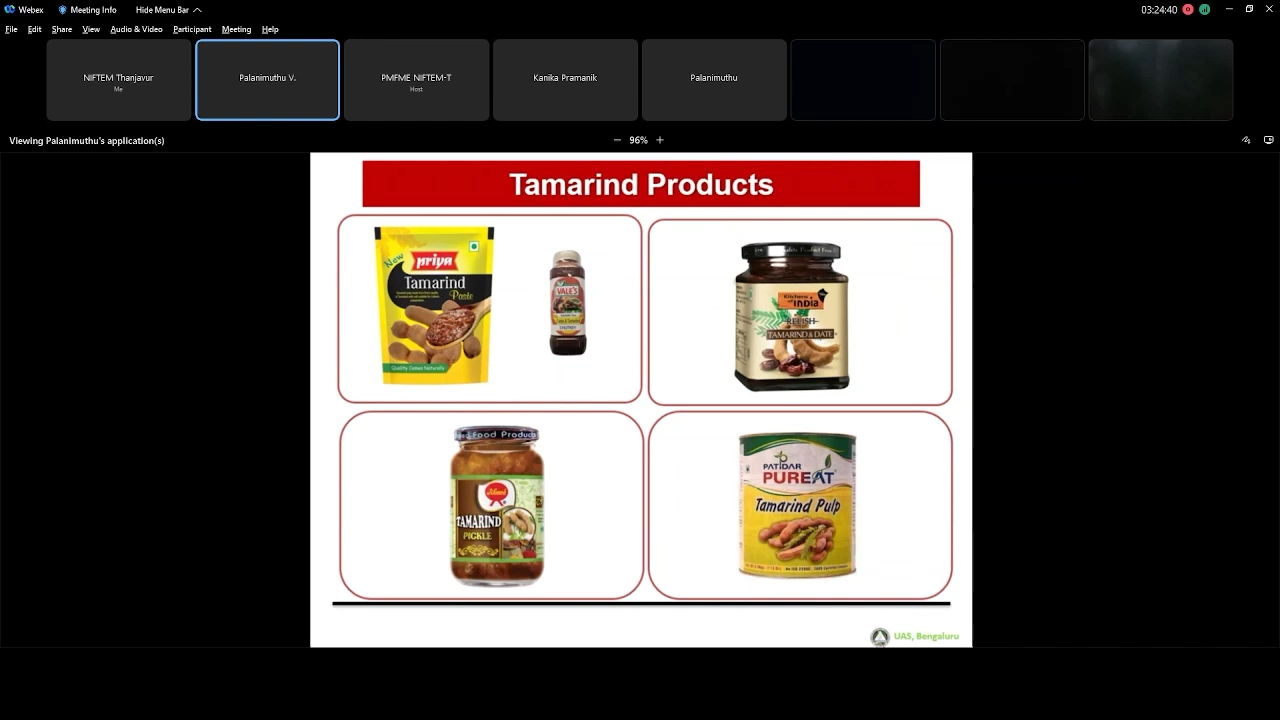 Webex Meeting Info Hide Menu Bar 03:24:40
File Edit Share View Audio & Video Participant Meeting Help
NIFTEM Thanjavur
Me
Palanimuthu V.
PMFME NIFTEM-T
Host
Kanika Pramanik
Palanimuthu
Viewing Palanimuthu's application(s)
96%
Tamarind Products
New
Priya
Tamarind
Paste
Quality Comes Naturally
VALE'S
Kitchens
of INDIA
RELISH
TAMARIND & DATE
Food Products
TAMARIND
PICKLE
PATIDAR
PUREAT
Tamarind Pulp
UAS, Bengaluru